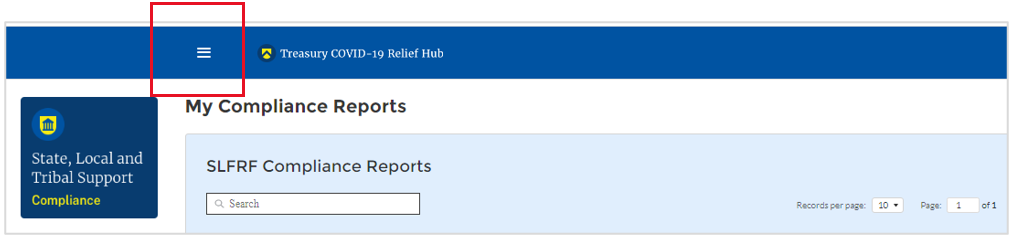 Treasury COVID-19 Relief Hub
My Compliance Reports
State, Local and
Tribal Support
Compliance
SLFRF Compliance Reports
Search
Records per page: 10 Page: 1 of 1